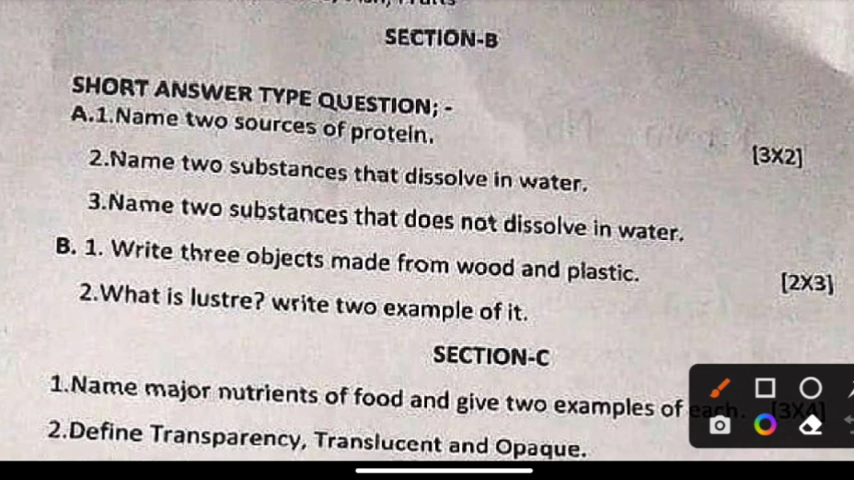 SECTION-B
SHORT ANSWER TYPE QUESTION; -
A.1.Name two sources of protein.
[3X2]
2.Name two substances that dissolve in water.
3.Name two substances that does not dissolve in water.
B. 1. Write three objects made from wood and plastic.
[2X3]
2.What is lustre? write two example of it.
SECTION-C
1.Name major nutrients of food and give two examples of each. [3X4]
2.Define Transparency, Translucent and Opaque.